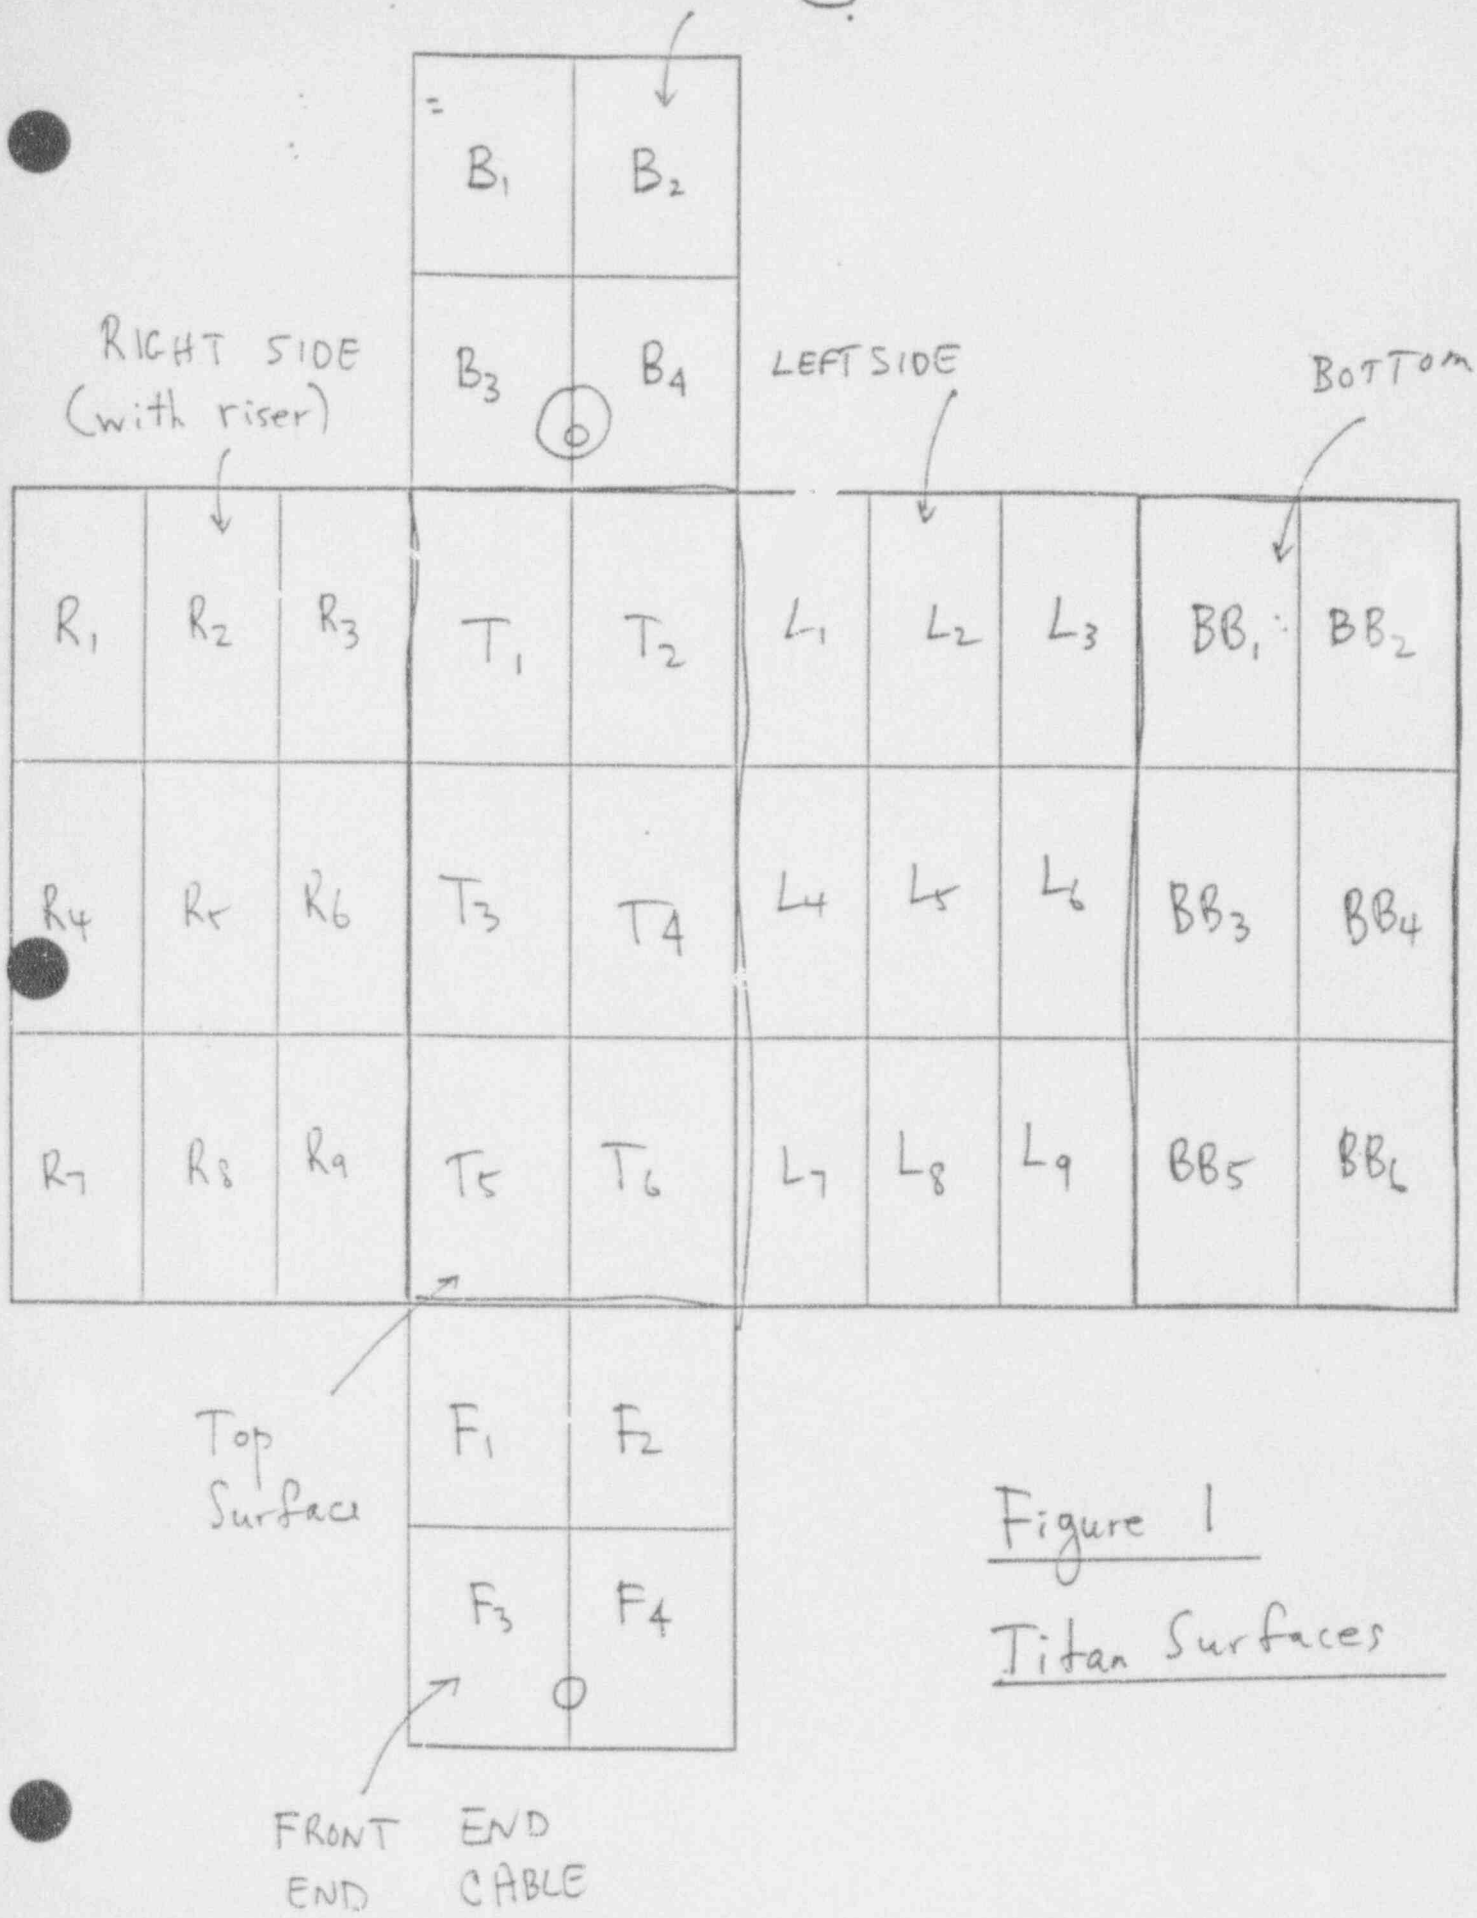 B₁ B₂
RIGHT SIDE
(with riser)
B₃ B₄
LEFT SIDE
BOTTOM
R₁ R₂ R₃ T₁ T₂ L₁ L₂ L₃ BB₁ BB₂
R₄ R₅ R₆ T₃ T₄ L₄ L₅ L₆ BB₃ BB₄
R₇ R₈ R₉ T₅ T₆ L₇ L₈ L₉ BB₅ BB₆
Top
Surface
F₁ F₂
F₃ F₄
Figure 1
Titan Surfaces
FRONT END
END CABLE